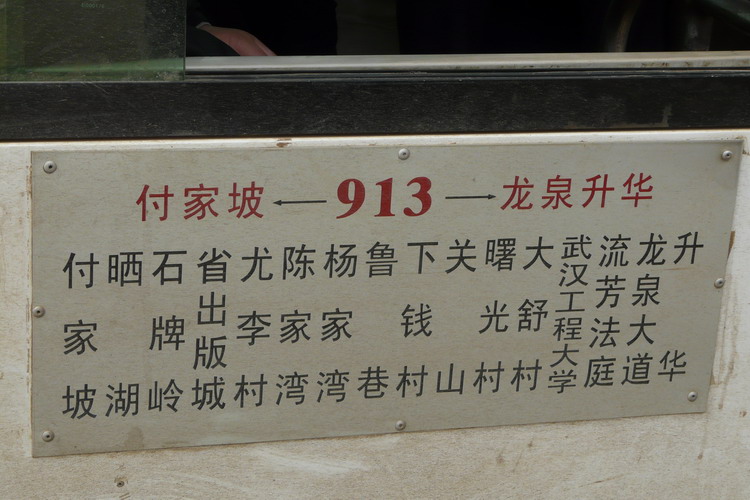 付家坡←913→龙泉升华
付家坡
晒湖
石牌岭
省出版城
尤李村
陈家湾
杨家湾
鲁巷
下钱村
关山
曙光村
大舒村
武汉工程大学
流芳法庭
龙泉大道
升华